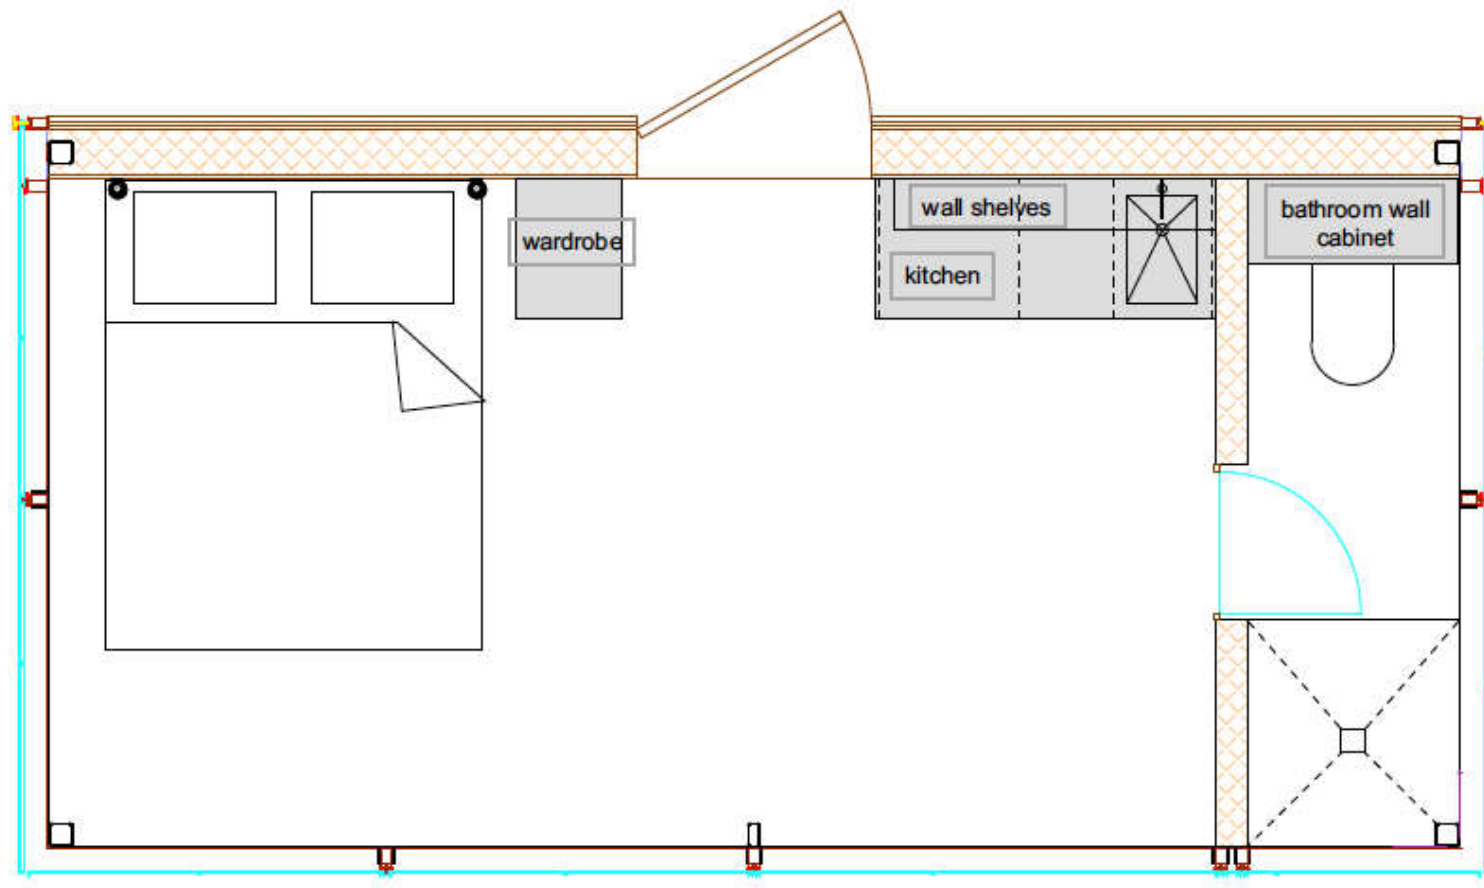 wall shelves
bathroom wall
cabinet
wardrobe
kitchen